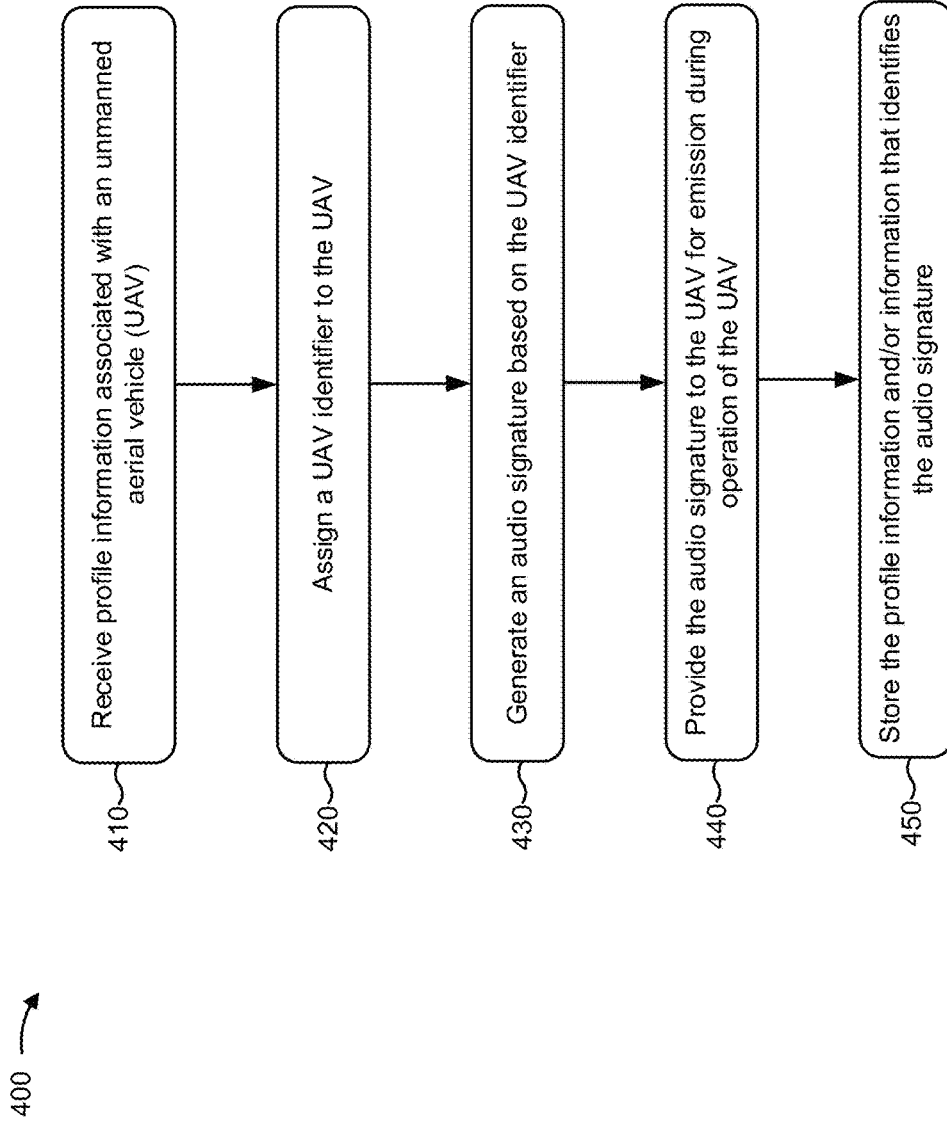 400
410
Receive profile information associated with an unmanned
aerial vehicle (UAV)
420
Assign a UAV identifier to the UAV
430
Generate an audio signature based on the UAV identifier
440
Provide the audio signature to the UAV for emission during
operation of the UAV
450
Store the profile information and/or information that identifies
the audio signature